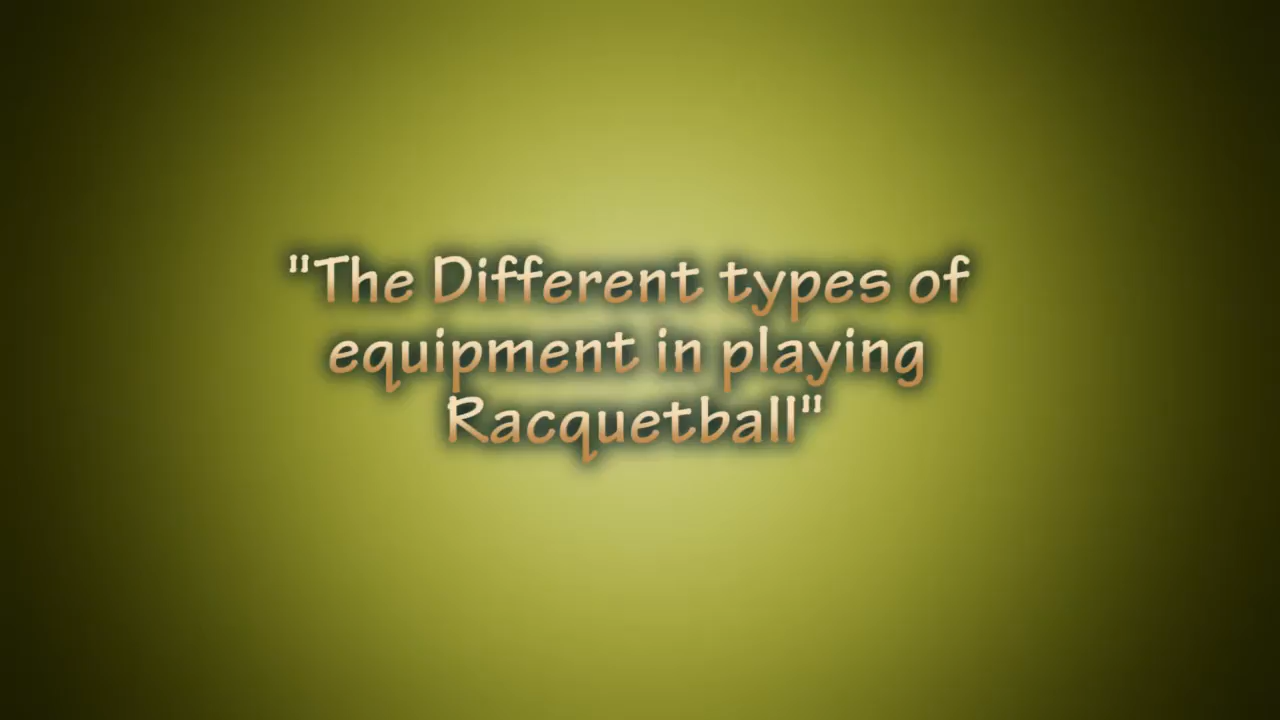 "The Different types of
equipment in playing
Racquetball"